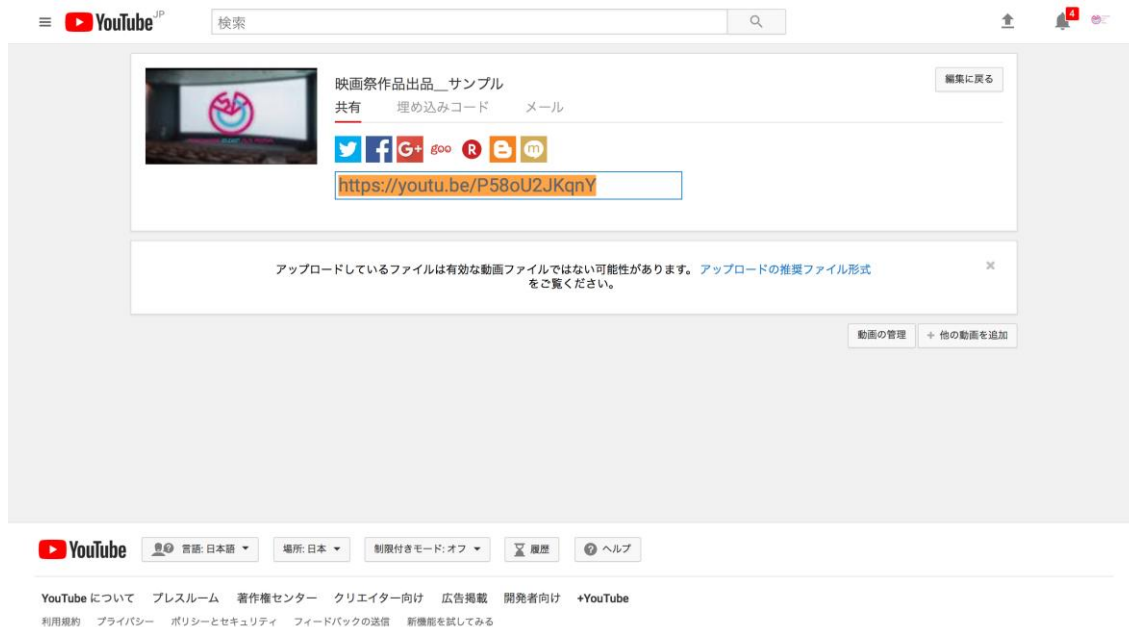 YouTube JP
検索
4
映画祭作品出品__サンプル
編集に戻る
共有 埋め込みコード メール
G+ goo R B m
https://youtu.be/P58oU2JKqnY
アップロードしているファイルは有効な動画ファイルではない可能性があります。 アップロードの推奨ファイル形式
をご覧ください。
×
動画の管理 + 他の動画を追加
YouTube 言語: 日本語 場所: 日本 制限付きモード: オフ 履歴 ヘルプ
YouTube について プレスルーム 著作権センター クリエイター向け 広告掲載 開発者向け +YouTube
利用規約 プライバシー ポリシーとセキュリティ フィードバックの送信 新機能を試してみる